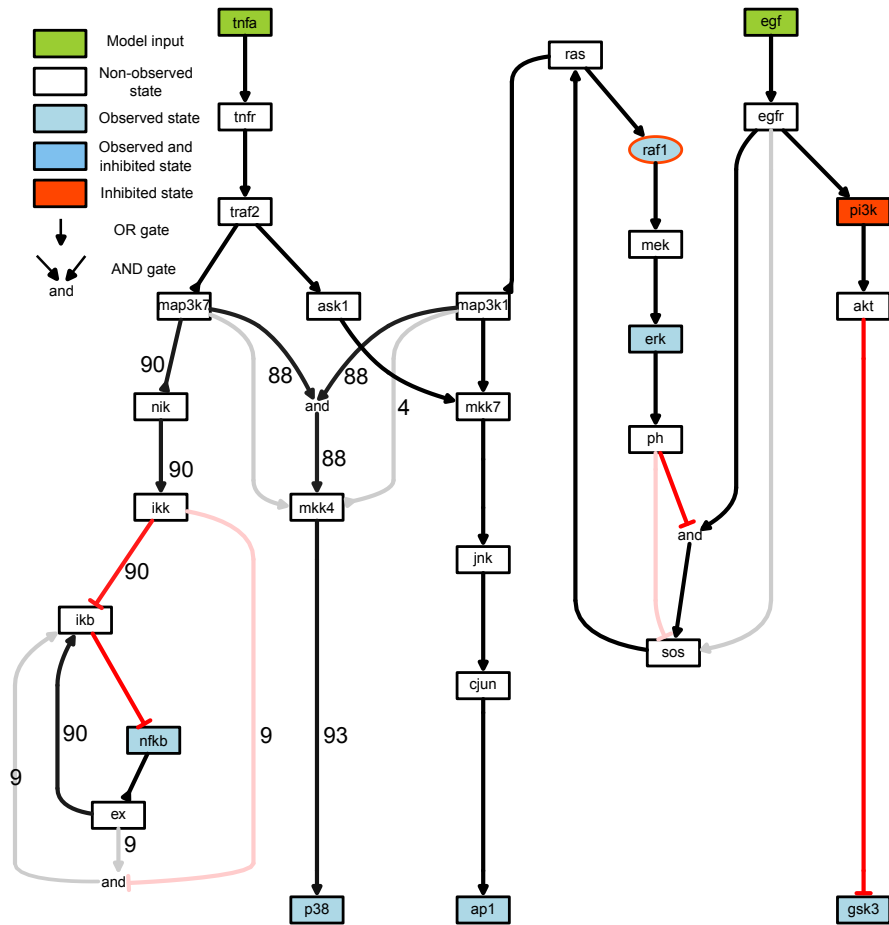 tnfa
egf
Model input
ras
Non-observed
state
tnfr
egfr
Observed state
raf1
Observed and
inhibited state
Inhibited state
traf2
pi3k
OR gate
mek
and
AND gate
map3k7
ask1
map3k1
akt
erk
90
88
88
nik
and
4
mkk7
ph
90
88
ikk
mkk4
and
jnk
90
ikb
sos
cjun
nfkb
90
9
93
9
ex
9
and
p38
ap1
gsk3